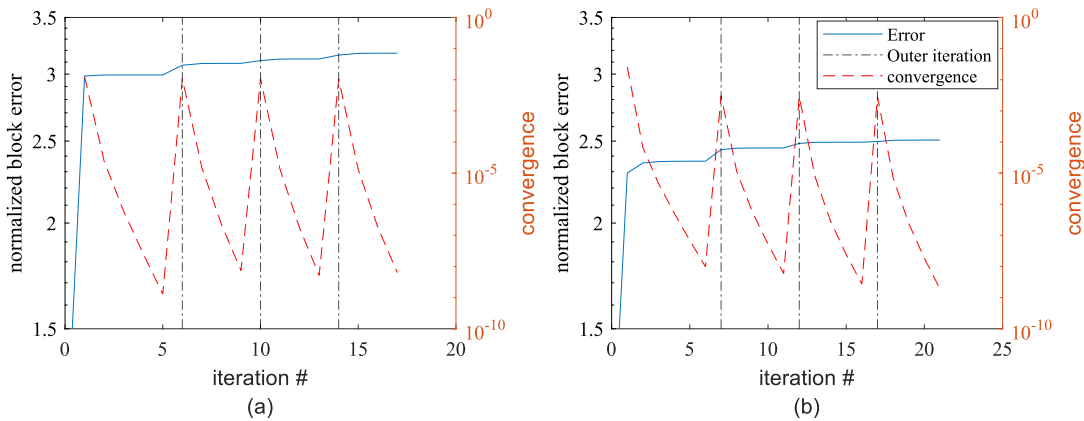 3.5
3
2.5
2
1.5
normalized block error
0
5
10
15
20
iteration #
10^0
10^-5
10^-10
convergence
(a)
3.5
3
2.5
2
1.5
normalized block error
0
5
10
15
20
25
iteration #
10^0
10^-5
10^-10
convergence
Error
Outer iteration
convergence
(b)